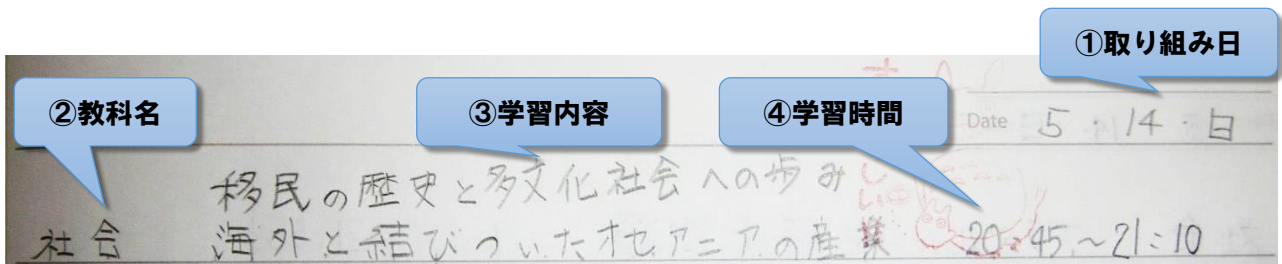 ①取り組み日
②教科名
③学習内容
④学習時間
Date 5・14・日
移民の歴史と多文化社会への歩み
社会 海外と結びついたオセアニアの産業 20:45~21:10